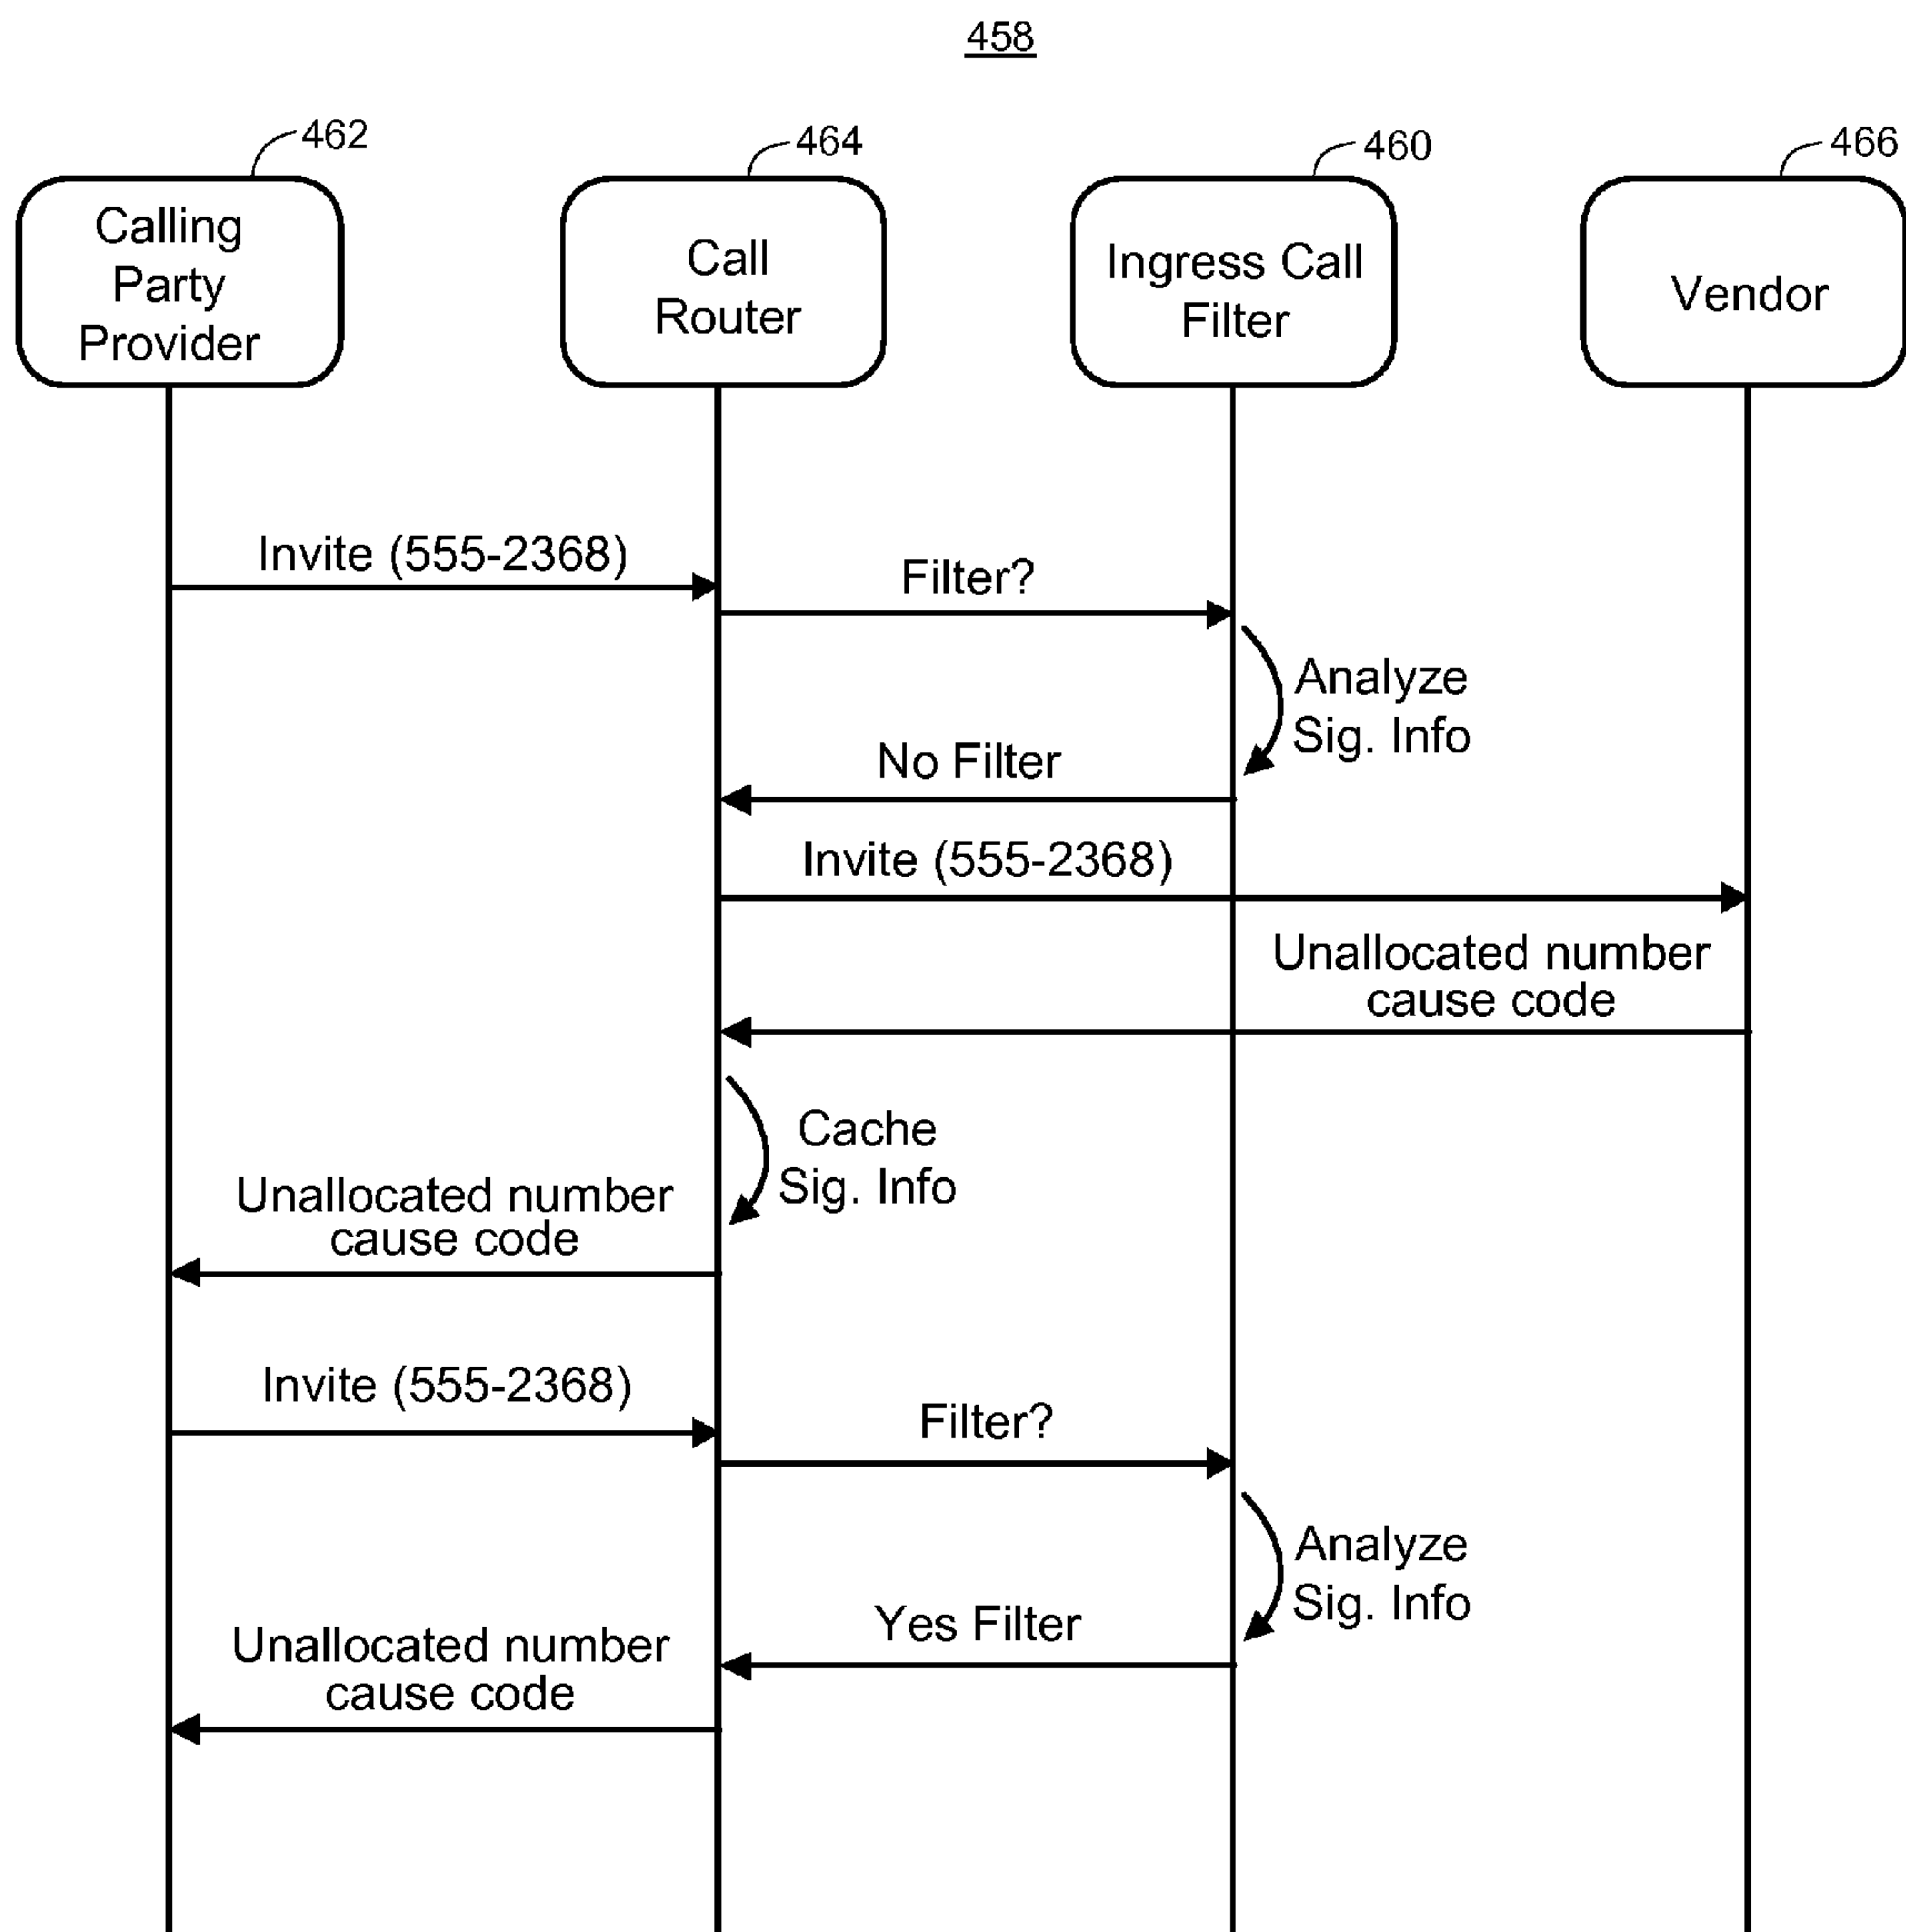 458
462
464
460
466
Calling
Party
Provider
Call
Router
Ingress Call
Filter
Vendor
Invite (555-2368)
Filter?
Analyze
Sig. Info
No Filter
Invite (555-2368)
Unallocated number
cause code
Cache
Sig. Info
Unallocated number
cause code
Invite (555-2368)
Filter?
Analyze
Sig. Info
Yes Filter
Unallocated number
cause code